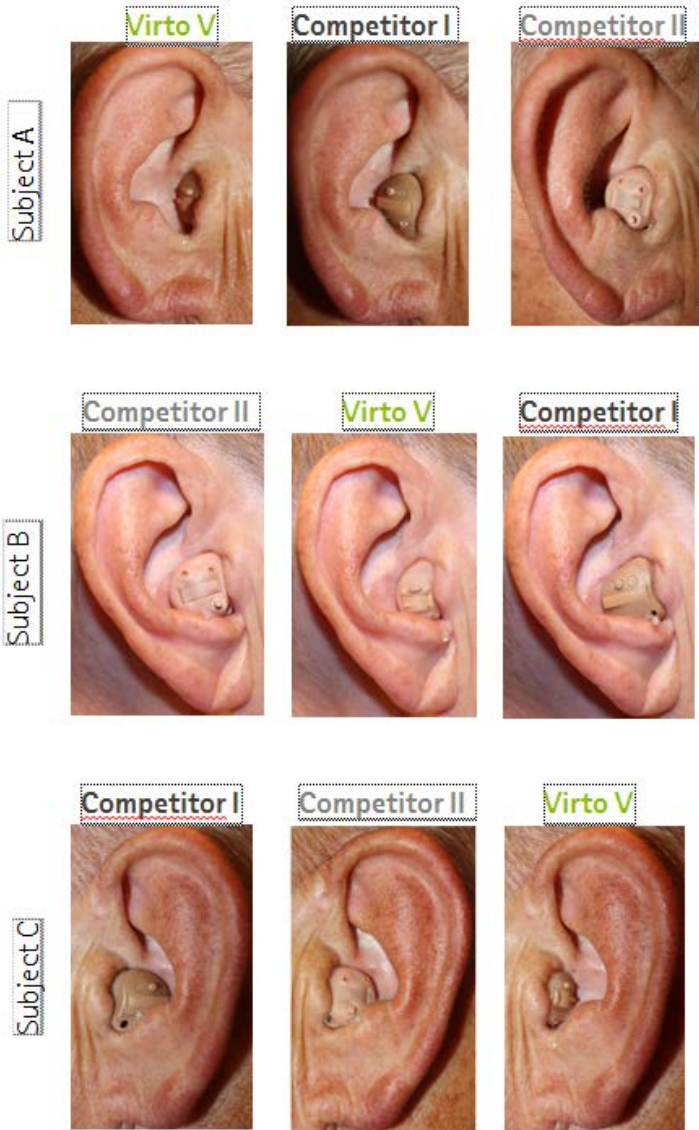 Virto V
Competitor I
Competitor II
Subject A
Competitor II
Virto V
Competitor I
Subject B
Competitor I
Competitor II
Virto V
Subject C